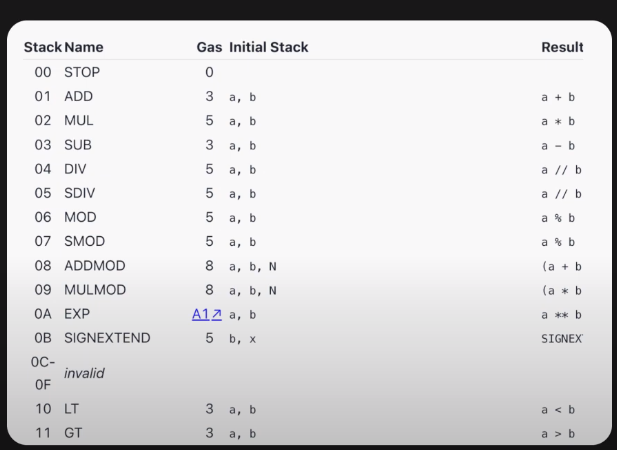 Stack Name Gas Initial Stack Result
00 STOP 0
01 ADD 3 a, b a + b
02 MUL 5 a, b a * b
03 SUB 3 a, b a - b
04 DIV 5 a, b a // b
05 SDIV 5 a, b a // b
06 MOD 5 a, b a % b
07 SMOD 5 a, b a % b
08 ADDMOD 8 a, b, N (a + b
09 MULMOD 8 a, b, N (a * b
0A EXP A1↗ a, b a ** b
0B SIGNEXTEND 5 b, x SIGNEX
0C-
0F invalid
10 LT 3 a, b a < b
11 GT 3 a, b a > b